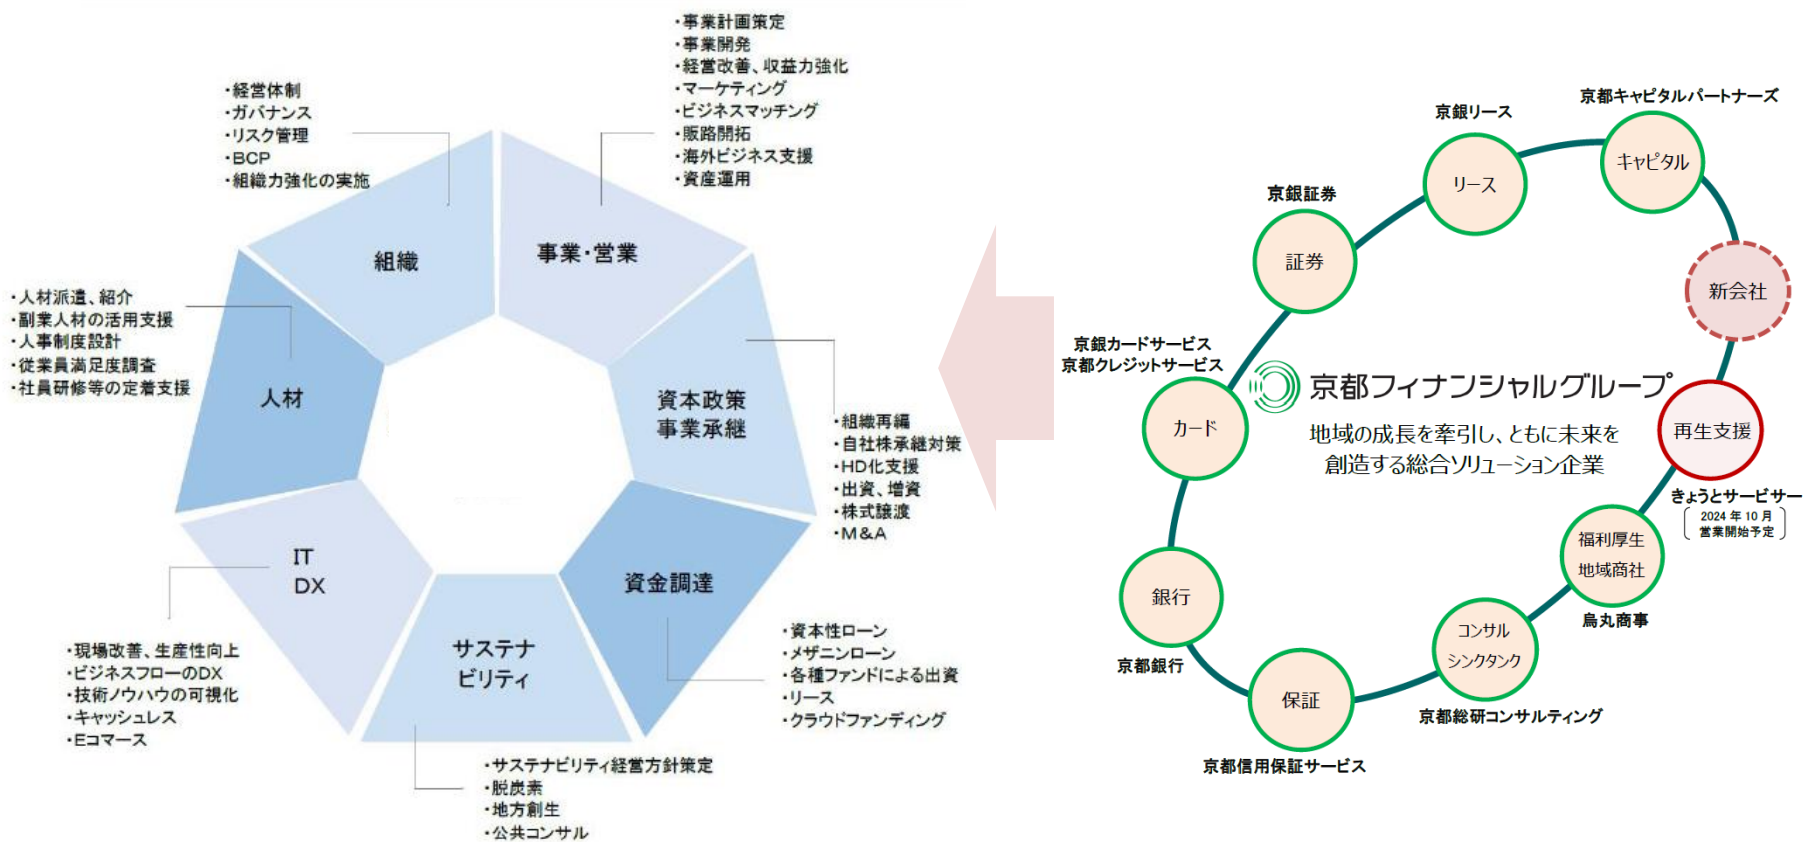 ・事業計画策定
・事業開発
・経営改善、収益力強化
・マーケティング
・ビジネスマッチング
・販路開拓
・海外ビジネス支援
・資産運用
・経営体制
・ガバナンス
・リスク管理
・BCP
・組織力強化の実施
組織
事業・営業
・人材派遣、紹介
・副業人材の活用支援
・人事制度設計
・従業員満足度調査
・社員研修等の定着支援
人材
資本政策
事業承継
・組織再編
・自社株承継対策
・HD化支援
・出資、増資
・株式譲渡
・M&A
IT
DX
資金調達
サステナ
ビリティ
・現場改善、生産性向上
・ビジネスフローのDX
・技術ノウハウの可視化
・キャッシュレス
・Eコマース
・資本性ローン
・メザニンローン
・各種ファンドによる出資
・リース
・クラウドファンディング
・サステナビリティ経営方針策定
・脱炭素
・地方創生
・公共コンサル
京都キャピタルパートナーズ
キャピタル
京銀リース
リース
京銀証券
証券
新会社
京銀カードサービス
京都クレジットサービス
カード
京都フィナンシャルグループ
地域の成長を牽引し、ともに未来を
創造する総合ソリューション企業
再生支援
きょうとサービサー
2024年10月
営業開始予定
福利厚生
地域商社
烏丸商事
銀行
京都銀行
コンサル
シンクタンク
京都総研コンサルティング
保証
京都信用保証サービス